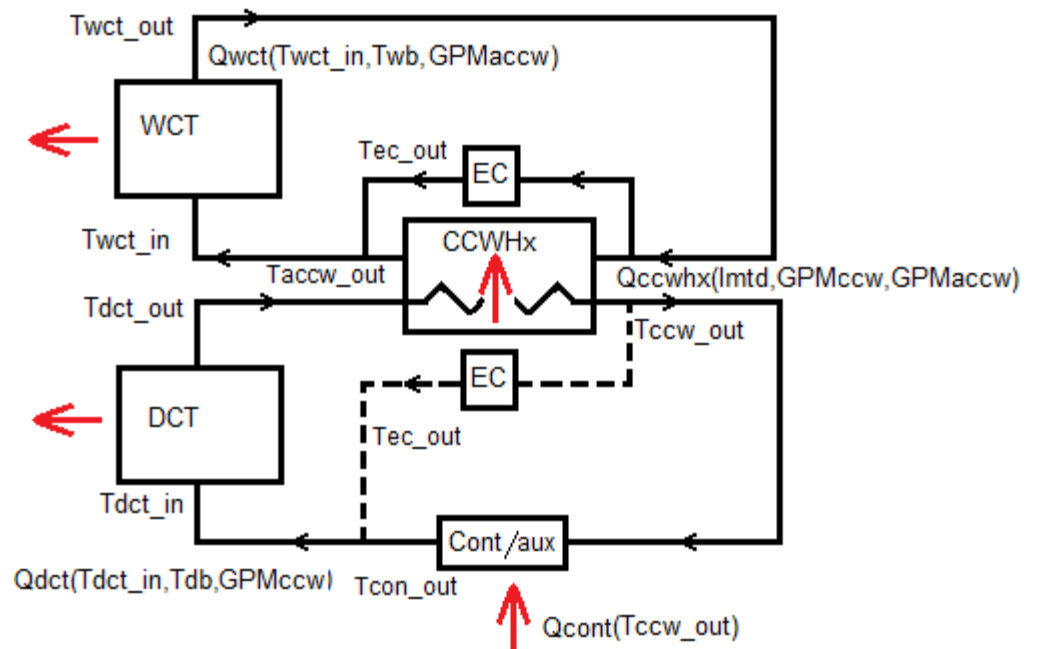 Twct_out
Qwct(Twct_in,Twb,GPMaccw)
WCT
Tec_out
EC
Twct_in
CCWHx
Taccw_out
Qccwhx(lmtd,GPMccw,GPMaccw)
Tdct_out
Tccw_out
EC
DCT
Tec_out
Tdct_in
Cont/aux
Qdct(Tdct_in,Tdb,GPMccw)
Tcon_out
Qcont(Tccw_out)